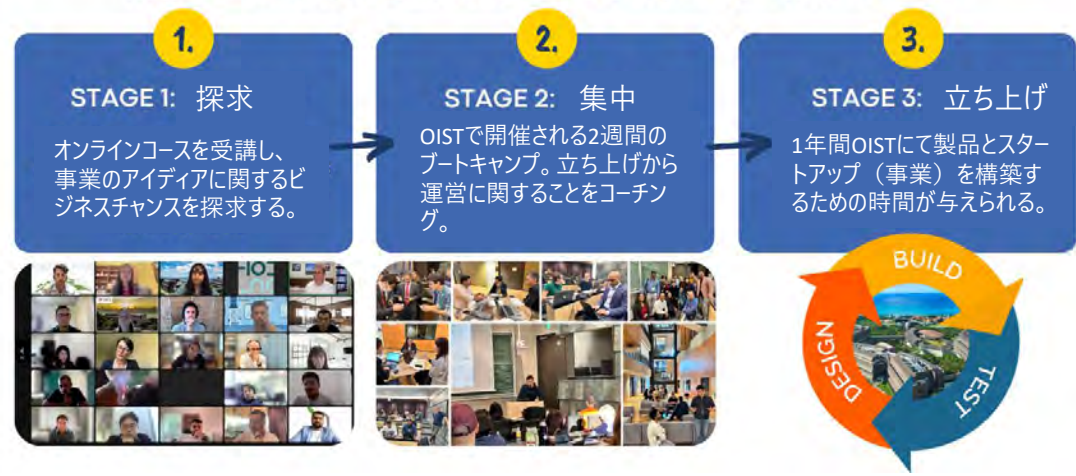 1.
STAGE 1: 探求
オンラインコースを受講し、
事業のアイディアに関するビ
ジネスチャンスを探求する。
2.
STAGE 2: 集中
OISTで開催される2週間の
ブートキャンプ。立ち上げから
運営に関することをコーチン
グ。
3.
STAGE 3: 立ち上げ
1年間OISTにて製品とスター
トアップ（事業）を構築す
るための時間が与えられる。
BUILD
TEST
DESIGN